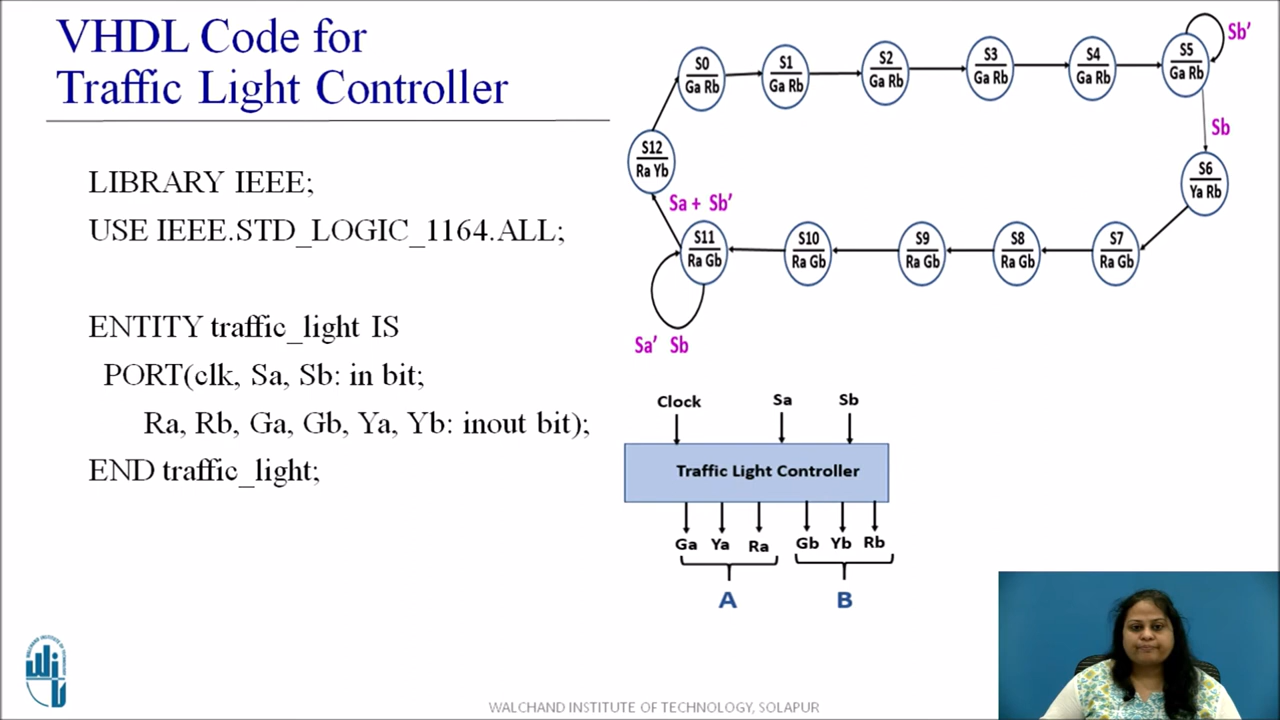 VHDL Code for
Traffic Light Controller
LIBRARY IEEE;
USE IEEE.STD_LOGIC_1164.ALL;
ENTITY traffic_light IS
PORT(clk, Sa, Sb: in bit;
Ra, Rb, Ga, Gb, Ya, Yb: inout bit);
END traffic_light;
S0
Ga Rb
S1
Ga Rb
S2
Ga Rb
S3
Ga Rb
S4
Ga Rb
S5
Ga Rb
Sb'
Sb
S12
Ra Yb
S6
Ya Rb
Sa + Sb'
S11
Ra Gb
S10
Ra Gb
S9
Ra Gb
S8
Ra Gb
S7
Ra Gb
Sa' Sb
Clock Sa Sb
Traffic Light Controller
Ga Ya Ra Gb Yb Rb
A B
WALCHAND INSTITUTE OF TECHNOLOGY, SOLAPUR